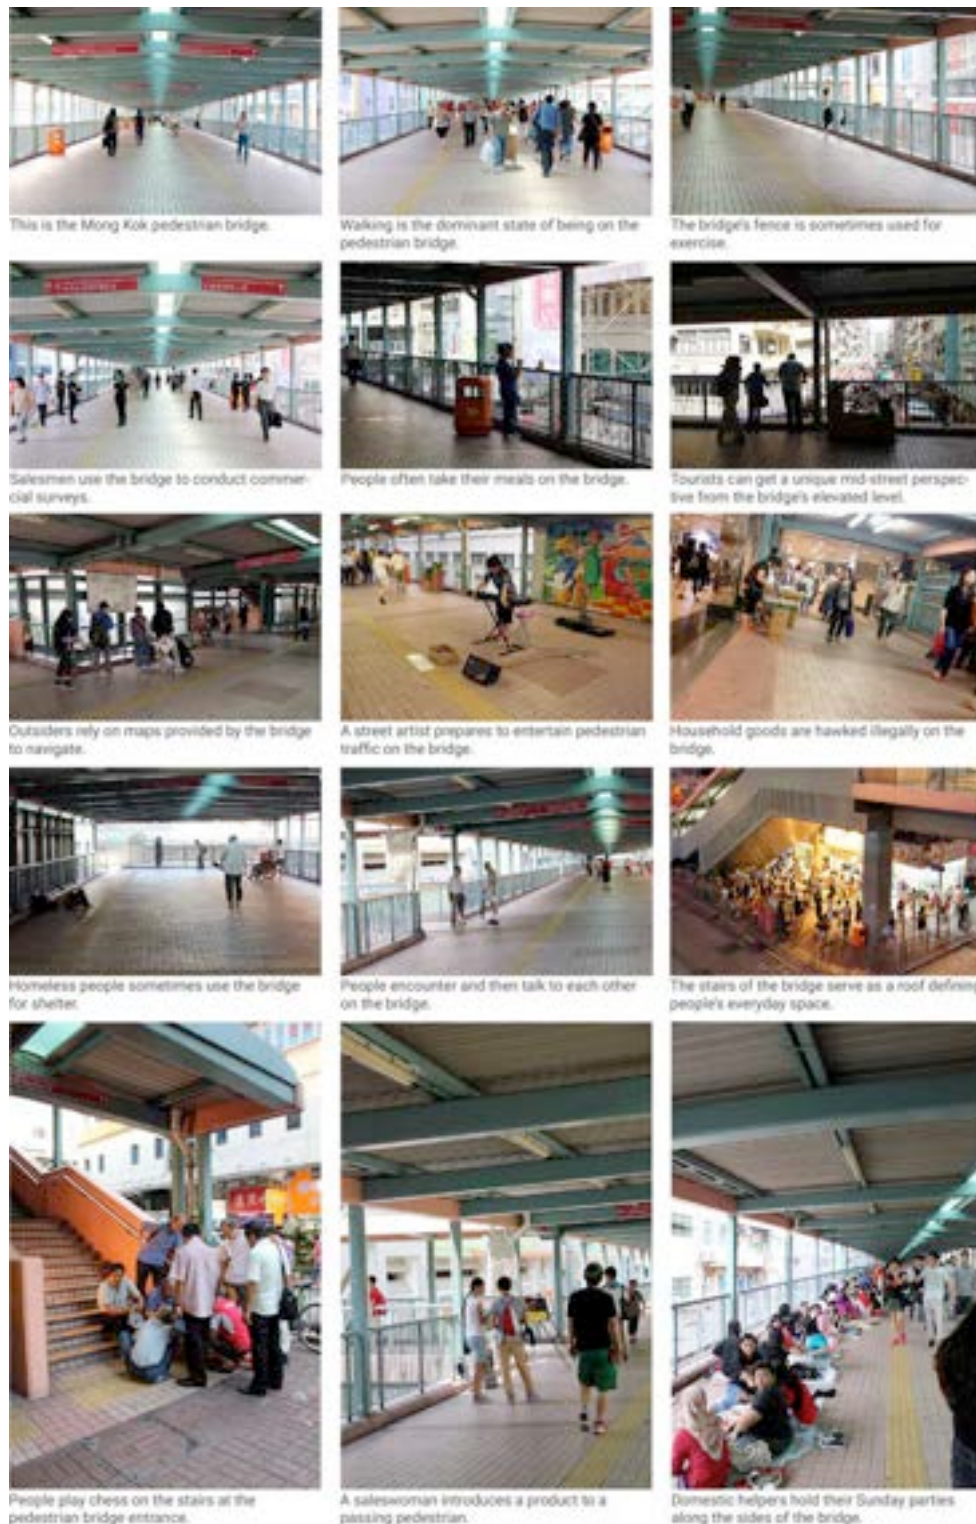 This is the Mong Kok pedestrian bridge.
Walking is the dominant state of being on the
pedestrian bridge.
The bridge's fence is sometimes used for
exercise.
Salesmen use the bridge to conduct commer-
cial surveys.
People often take their meals on the bridge.
Tourists can get a unique mid-street perspec-
tive from the bridge's elevated level.
Outsiders rely on maps provided by the bridge
to navigate.
A street artist prepares to entertain pedestrian
traffic on the bridge.
Household goods are hawked illegally on the
bridge.
Homeless people sometimes use the bridge
for shelter.
People encounter and then talk to each other
on the bridge.
The stairs of the bridge serve as a roof defining
people's everyday space.
People play chess on the stairs at the
pedestrian bridge entrance.
A saleswoman introduces a product to a
passing pedestrian.
Domestic helpers hold their Sunday parties
along the sides of the bridge.